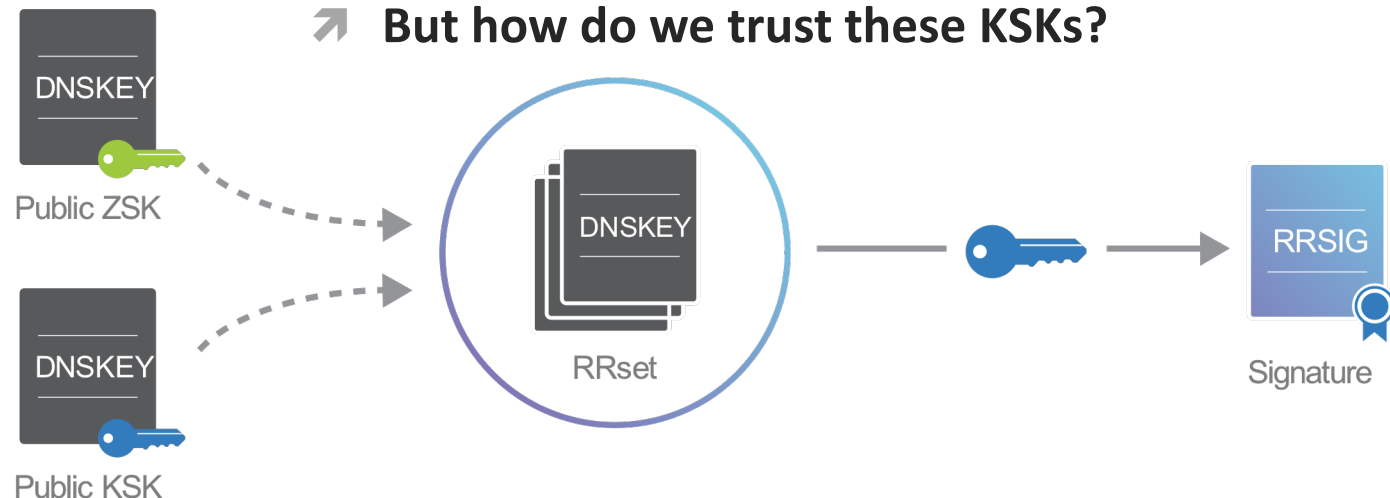 But how do we trust these KSKs?
DNSKEY
Public ZSK
DNSKEY
Public KSK
DNSKEY
RRset
RRSIG
Signature